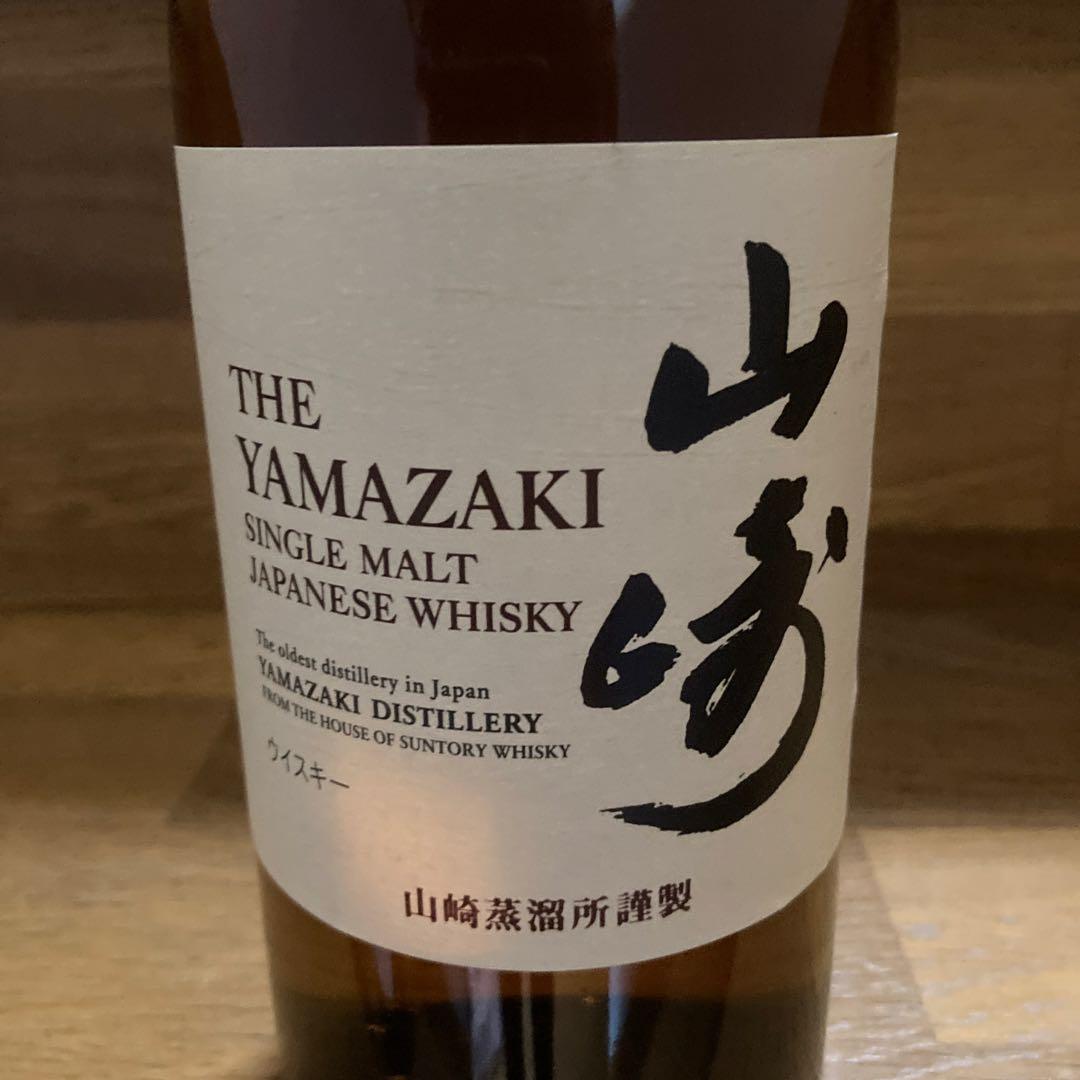 THE
YAMAZAKI
SINGLE MALT
JAPANESE WHISKY
The oldest distillery in Japan
YAMAZAKI DISTILLERY
FROM THE HOUSE OF SUNTORY WHISKY
ウイスキー
山崎
山崎蒸溜所謹製